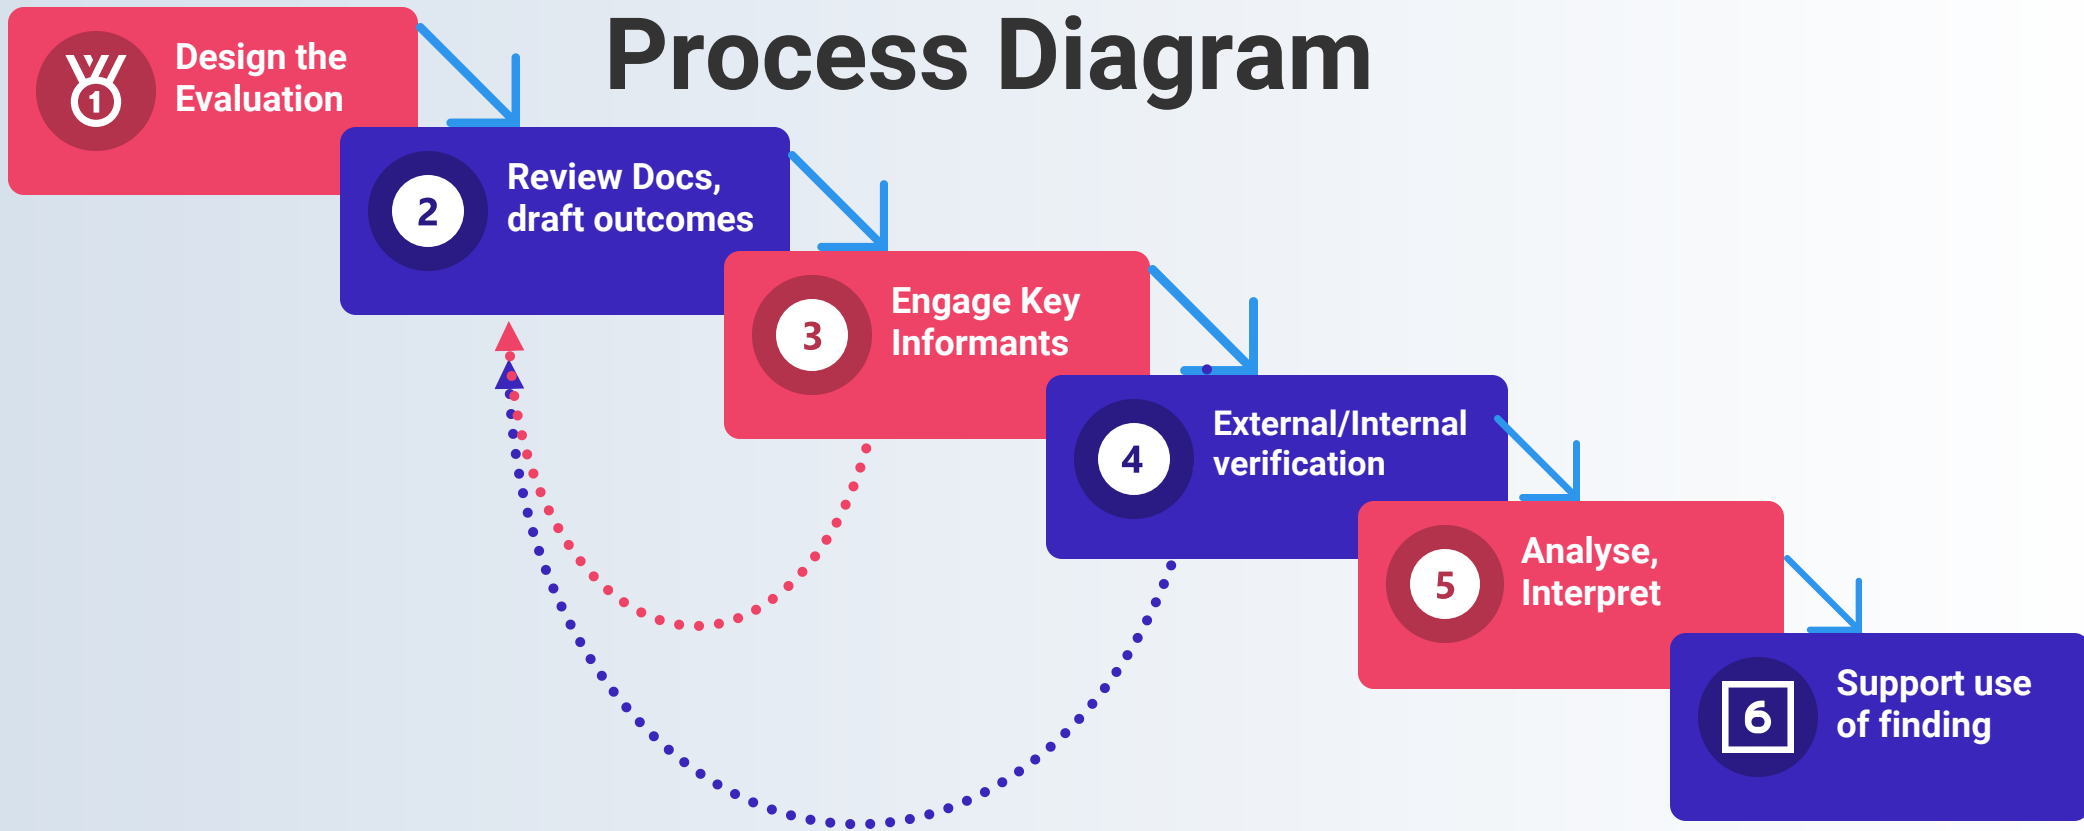 Process Diagram
1
Design the
Evaluation
2
Review Docs,
draft outcomes
3
Engage Key
Informants
4
External/Internal
verification
5
Analyse,
Interpret
6
Support use
of finding